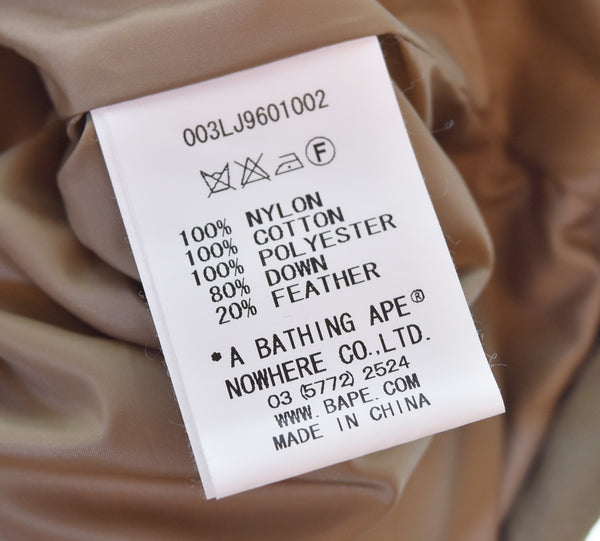 003LJ9601002
F
100% NYLON
100% COTTON
100% POLYESTER
80% DOWN
20% FEATHER
*A BATHING APE®
NOWHERE CO.,LTD.
03 (5772) 2524
WWW.BAPE.COM
MADE IN CHINA